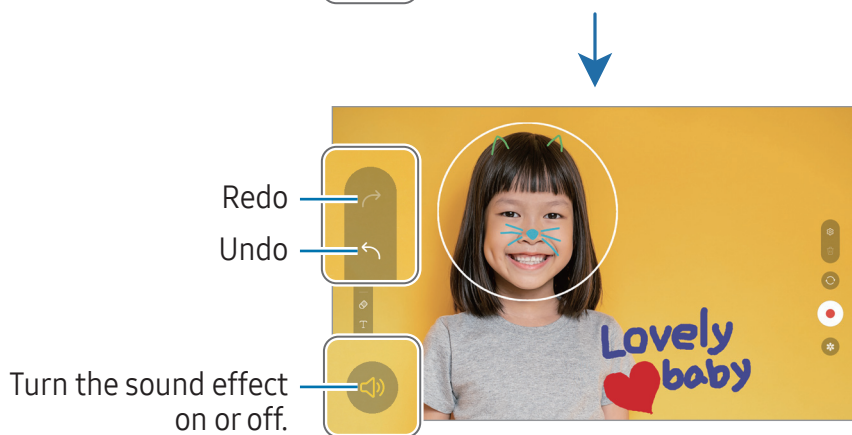 Redo
Undo
T
Turn the sound effect
on or off.
Lovely
baby